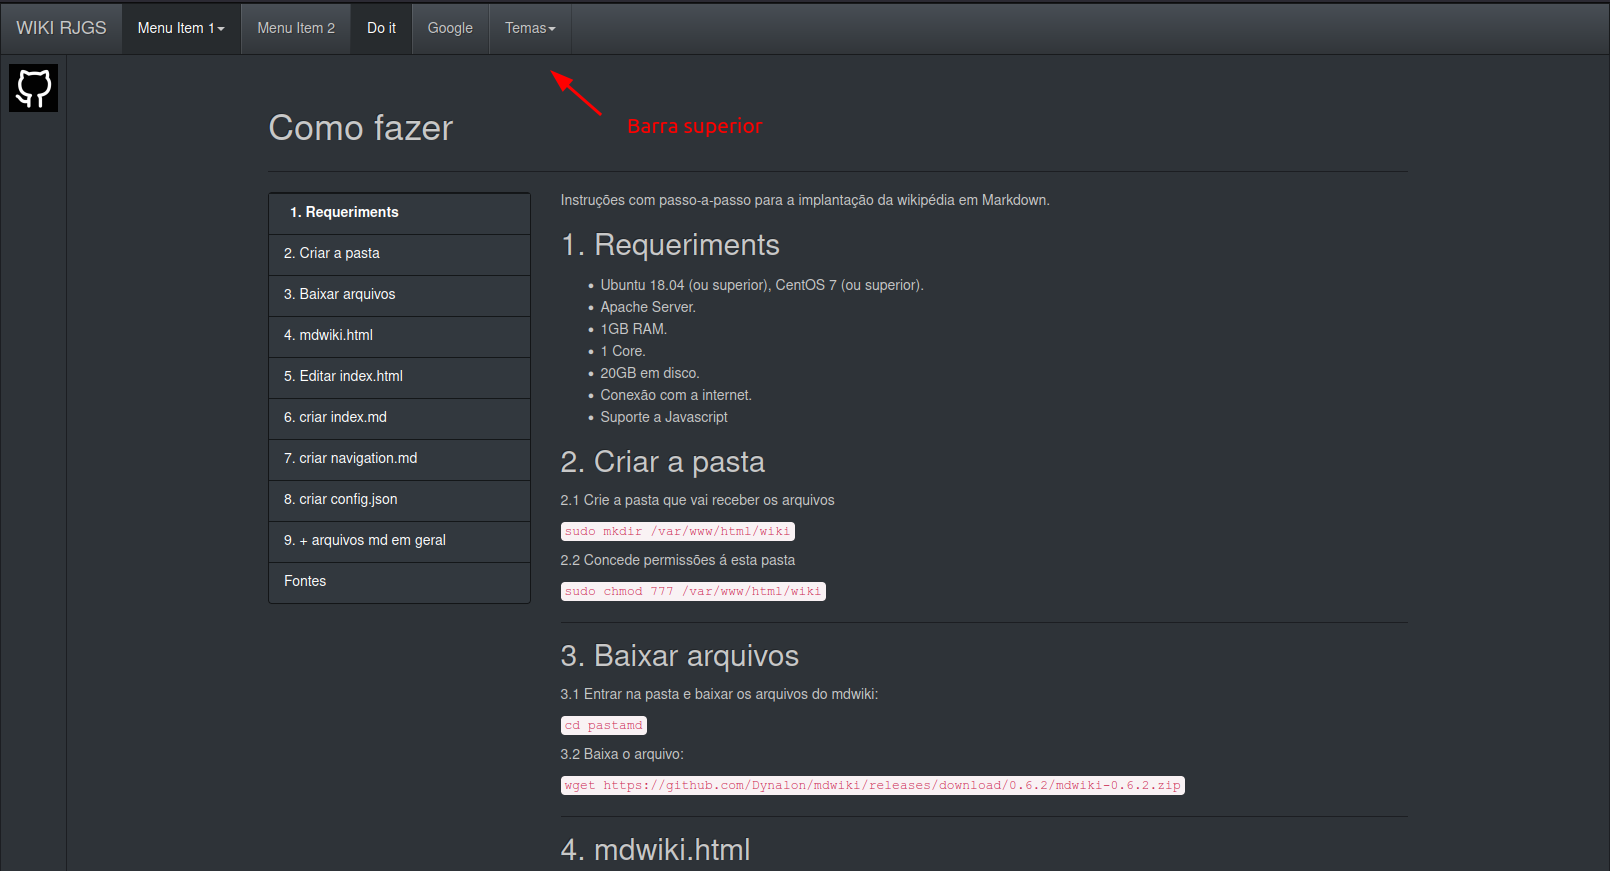 WIKI RJGS Menu Item 1 Menu Item 2 Do it Google Temas
Barra superior
Como fazer
1. Requeriments
2. Criar a pasta
3. Baixar arquivos
4. mdwiki.html
5. Editar index.html
6. criar index.md
7. criar navigation.md
8. criar config.json
9. + arquivos md em geral
Fontes
Instruções com passo-a-passo para a implantação da wikipédia em Markdown.
1. Requeriments
• Ubuntu 18.04 (ou superior), CentOS 7 (ou superior).
• Apache Server.
• 1GB RAM.
• 1 Core.
• 20GB em disco.
• Conexão com a internet.
• Suporte a Javascript
2. Criar a pasta
2.1 Crie a pasta que vai receber os arquivos
sudo mkdir /var/www/html/wiki
2.2 Concede permissões á esta pasta
sudo chmod 777 /var/www/html/wiki
3. Baixar arquivos
3.1 Entrar na pasta e baixar os arquivos do mdwiki:
cd pastamd
3.2 Baixa o arquivo:
wget https://github.com/Dynalon/mdwiki/releases/download/0.6.2/mdwiki-0.6.2.zip
4. mdwiki.html